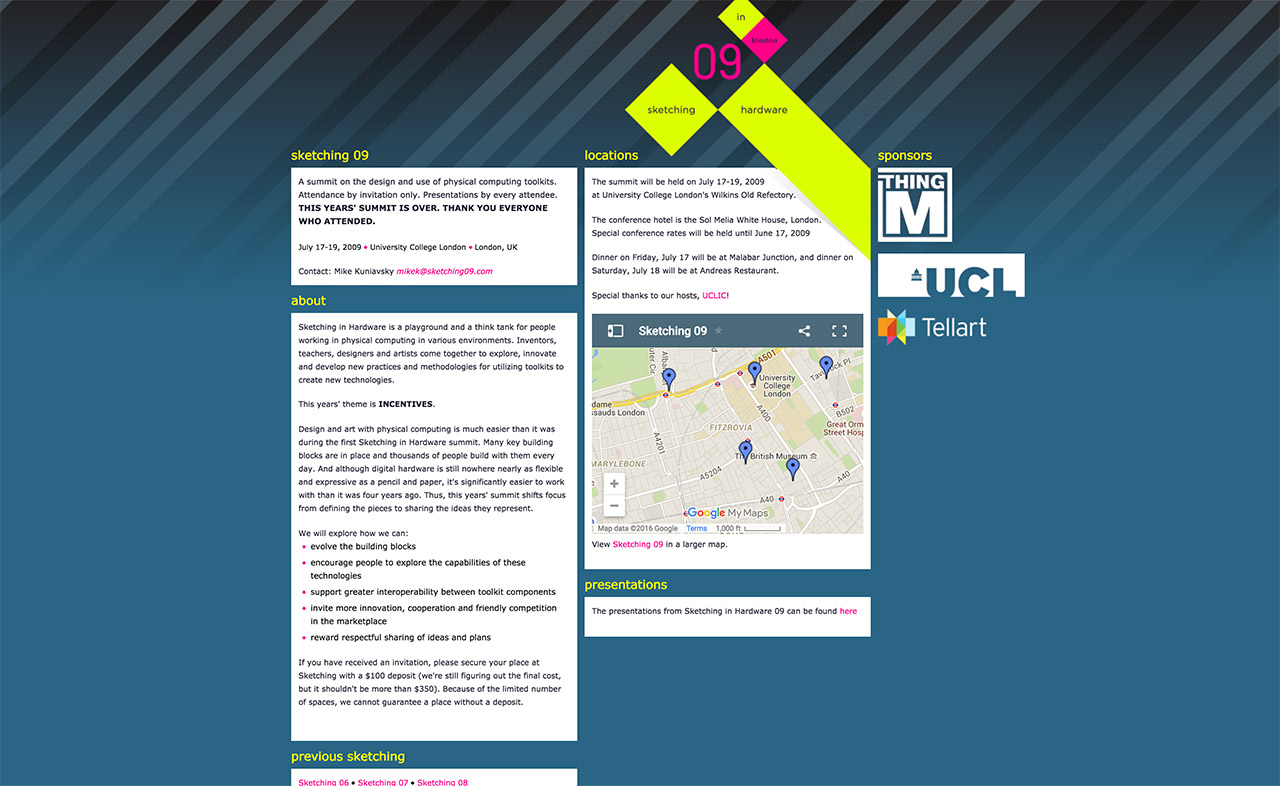 in
london
09
sketching
hardware
sketching 09
A summit on the design and use of physical computing toolkits.
Attendance by invitation only. Presentations by every attendee.
THIS YEARS' SUMMIT IS OVER. THANK YOU EVERYONE
WHO ATTENDED.
July 17-19, 2009 ♦ University College London ♦ London, UK
Contact: Mike Kuniavsky mikek@sketching09.com
about
Sketching in Hardware is a playground and a think tank for people
working in physical computing in various environments. Inventors,
teachers, designers and artists come together to explore, innovate
and develop new practices and methodologies for utilizing toolkits to
create new technologies.
This years' theme is INCENTIVES.
Design and art with physical computing is much easier than it was
during the first Sketching in Hardware summit. Many key building
blocks are in place and thousands of people build with them every
day. And although digital hardware is still nowhere nearly as flexible
and expressive as a pencil and paper, it's significantly easier to work
with than it was four years ago. Thus, this years' summit shifts focus
from defining the pieces to sharing the ideas they represent.
We will explore how we can:
evolve the building blocks
encourage people to explore the capabilities of these
technologies
support greater interoperability between toolkit components
invite more innovation, cooperation and friendly competition
in the marketplace
reward respectful sharing of ideas and plans
If you have received an invitation, please secure your place at
Sketching with a $100 deposit (we're still figuring out the final cost,
but it shouldn't be more than $350). Because of the limited number
of spaces, we cannot guarantee a place without a deposit.
previous sketching
Sketching 06 ♦ Sketching 07 ♦ Sketching 08
locations
The summit will be held on July 17-19, 2009
at University College London's Wilkins Old Refectory.
The conference hotel is the Sol Melia White House, London.
Special conference rates will be held until June 17, 2009
Dinner on Friday, July 17 will be at Malabar Junction, and dinner on
Saturday, July 18 will be at Andreas Restaurant.
Special thanks to our hosts, UCLIC!
Sketching 09
A501
uter Cir.
Alba
Tavi
ck Pl
University
College
London
dame
ssauds London
B502
A400
Great Orm
Street Hosp
FITZROVIA
A4201
The British Museum
MARYLEBONE
A5204
A40
A40
+
−
Google My Maps
Map data ©2016 Google Terms 1,000 ft
View Sketching 09 in a larger map.
presentations
The presentations from Sketching in Hardware 09 can be found here
sponsors
THING
M
UCL
Tellart